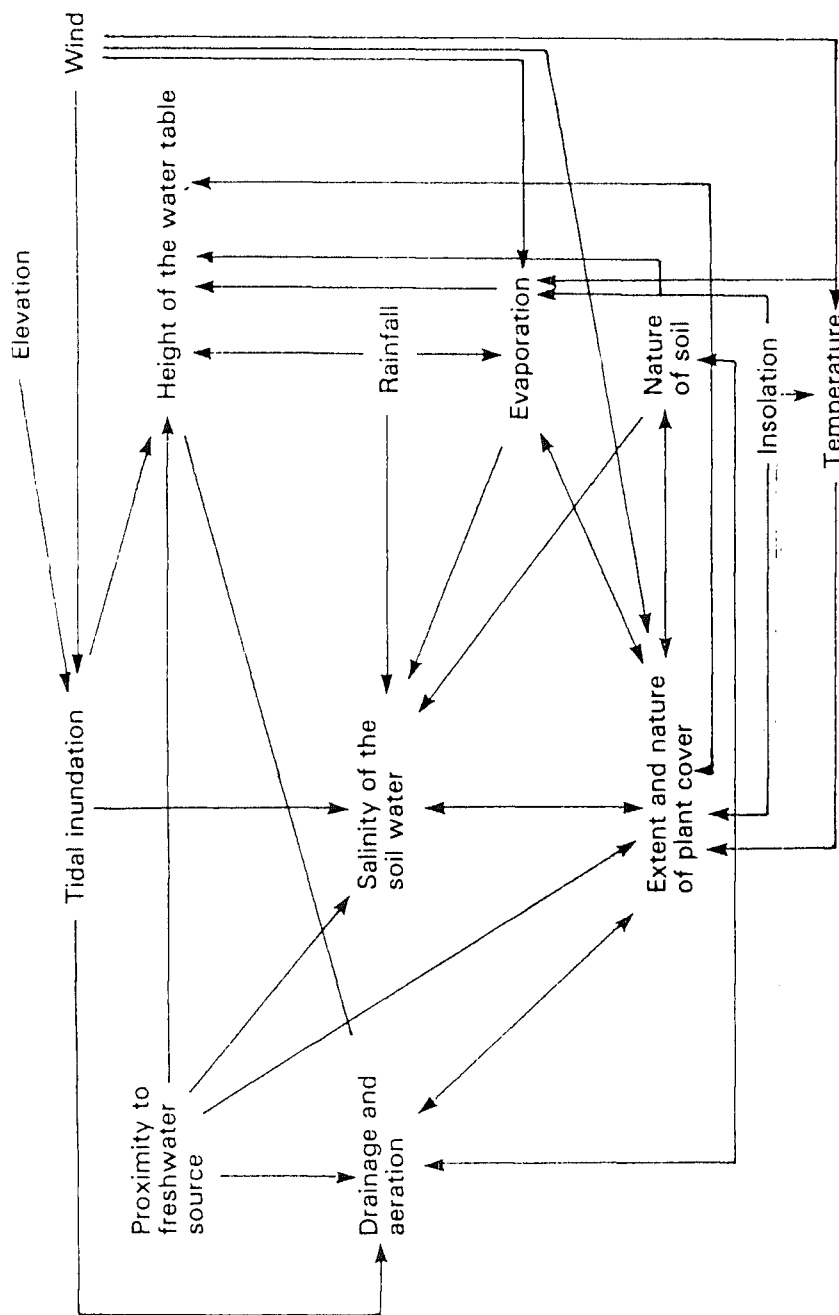 Elevation
Wind
Tidal inundation
Height of the water table
Proximity to
freshwater
source
Rainfall
Salinity of the
soil water
Drainage and
aeration
Evaporation
Nature
of soil
Extent and nature
of plant cover
Insolation
Temperature